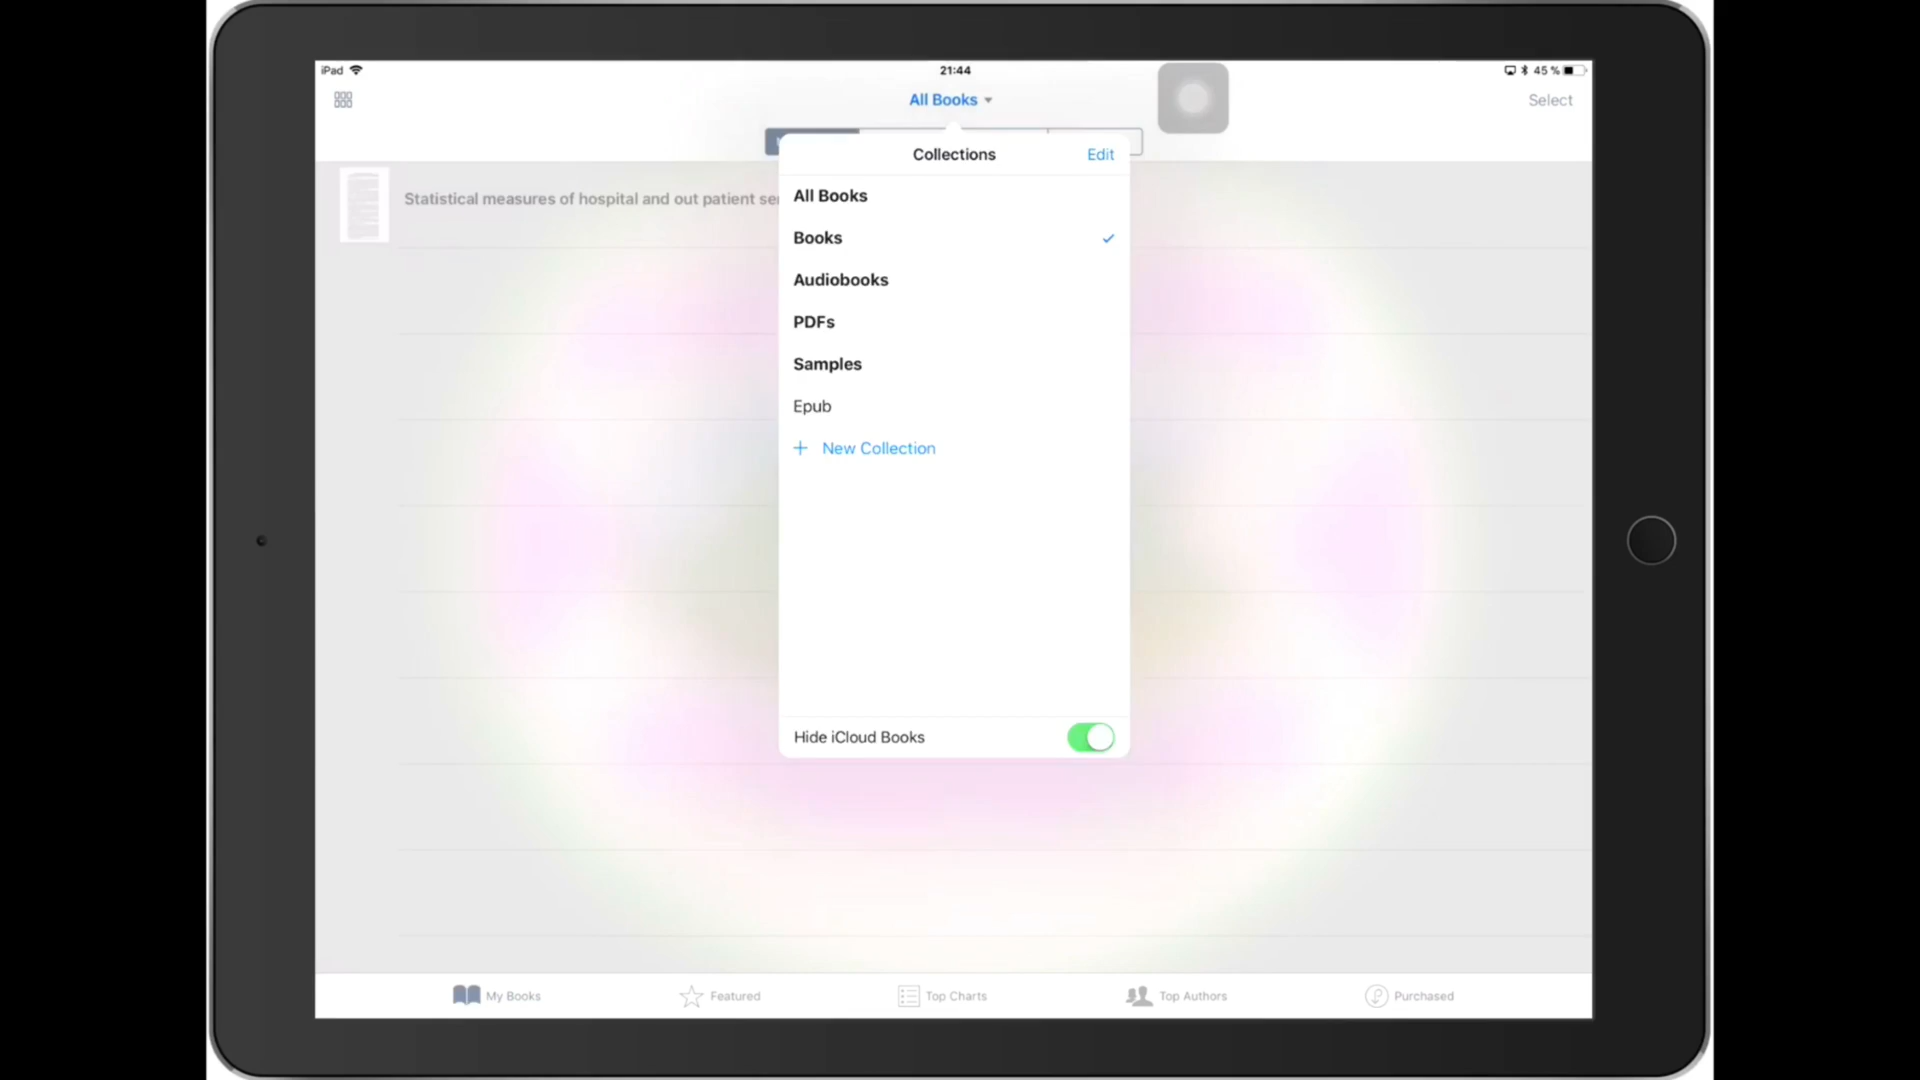 iPad
21:44
45 %
All Books
Select
Collections
Edit
Statistical measures of hospital and out patient se
All Books
Books
Audiobooks
PDFs
Samples
Epub
+ New Collection
Hide iCloud Books
My Books
Featured
Top Charts
Top Authors
Purchased